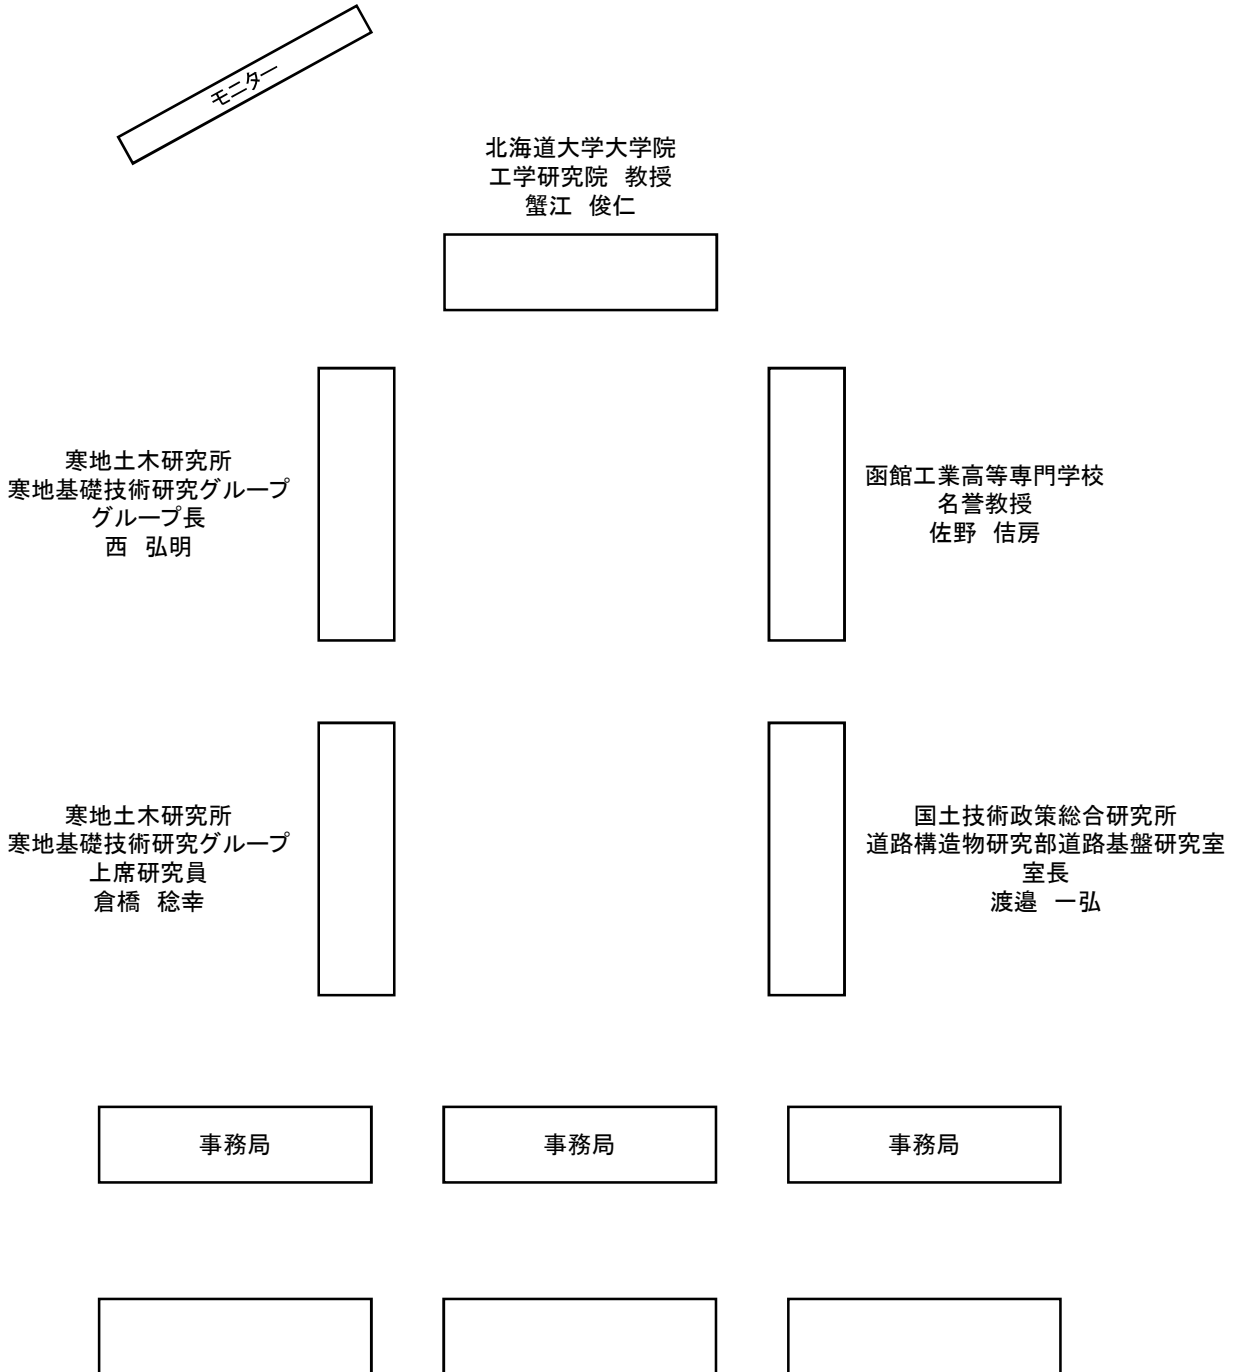 モニター
北海道大学大学院
工学研究院 教授
蟹江 俊仁
寒地土木研究所
寒地基礎技術研究グループ
グループ長
西 弘明
函館工業高等専門学校
名誉教授
佐野 佶房
寒地土木研究所
寒地基礎技術研究グループ
上席研究員
倉橋 稔幸
国土技術政策総合研究所
道路構造物研究部道路基盤研究室
室長
渡邉 一弘
事務局
事務局
事務局